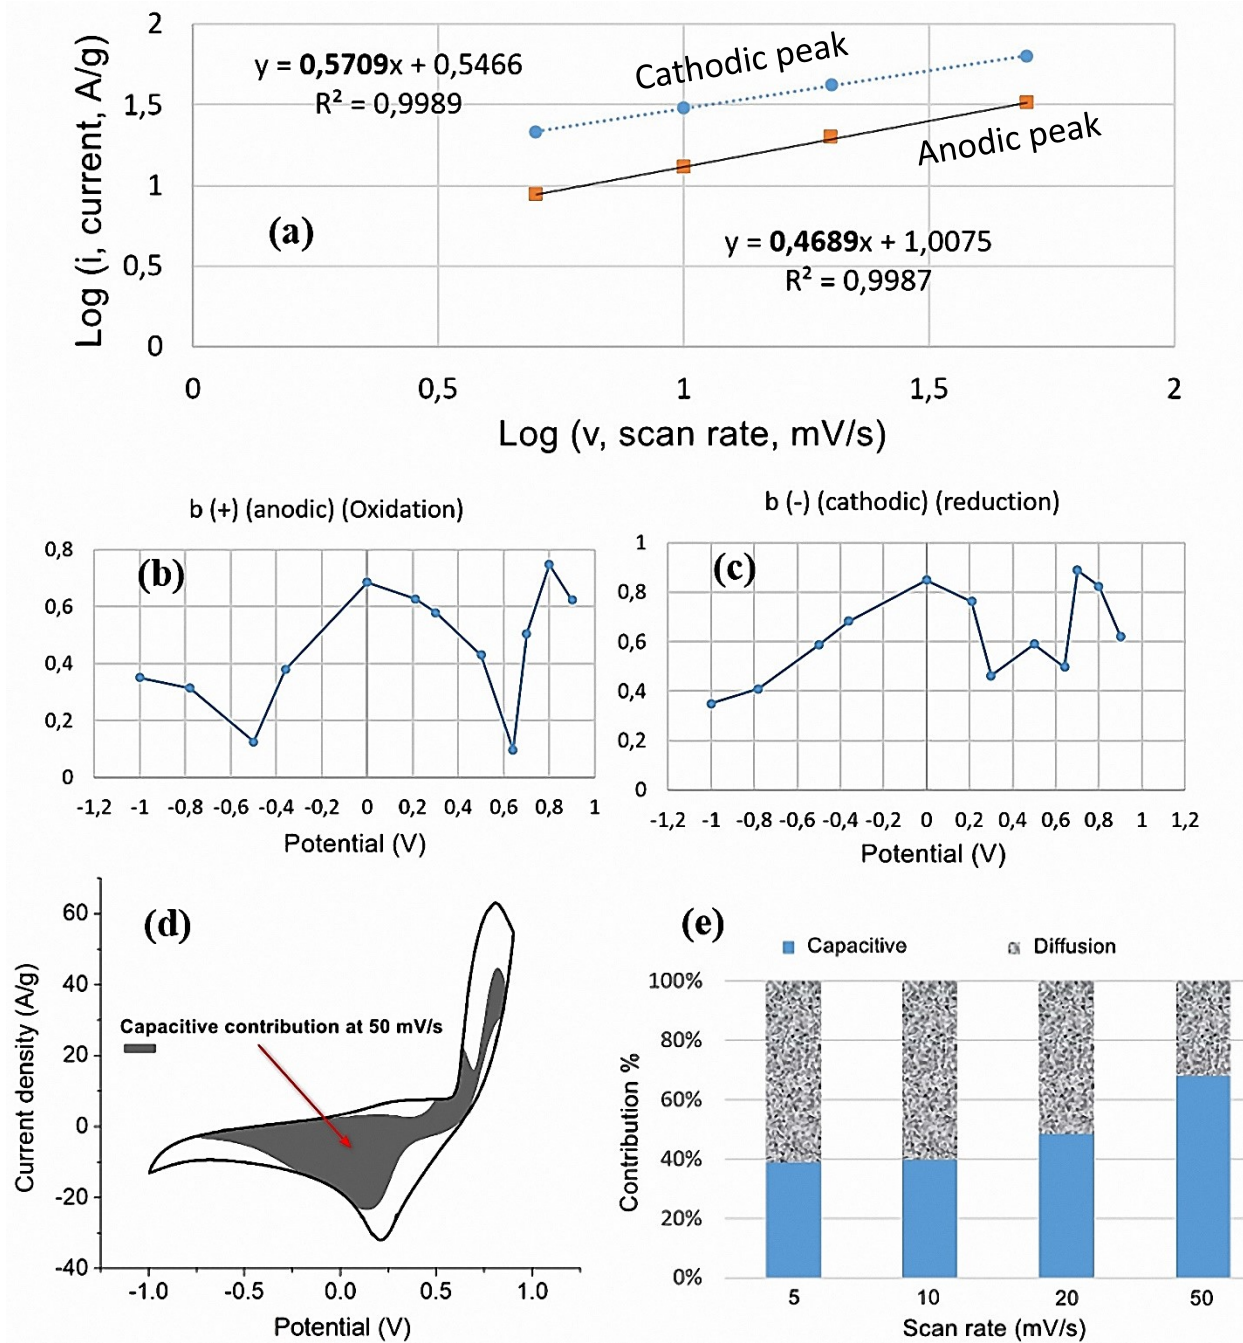 2
1,5
1
0,5
0
Log (i, current, A/g)
y = 0,5709x + 0,5466
R² = 0,9989
Cathodic peak
Anodic peak
(a)
y = 0,4689x + 1,0075
R² = 0,9987
0 0,5 1 1,5 2
Log (v, scan rate, mV/s)
b (+) (anodic) (Oxidation)
(b)
0,8
0,6
0,4
0,2
0
-1,2 -1 -0,8 -0,6 -0,4 -0,2 0 0,2 0,4 0,6 0,8 1
Potential (V)
b (-) (cathodic) (reduction)
(c)
1
0,8
0,6
0,4
0,2
0
-1,2 -1 -0,8 -0,6 -0,4 -0,2 0 0,2 0,4 0,6 0,8 1 1,2
Potential (V)
(d)
60
40
20
0
-20
-40
Current density (A/g)
Capacitive contribution at 50 mV/s
-1.0 -0.5 0.0 0.5 1.0
Potential (V)
(e)
Capacitive Diffusion
100%
80%
60%
40%
20%
0%
Contribution %
5 10 20 50
Scan rate (mV/s)